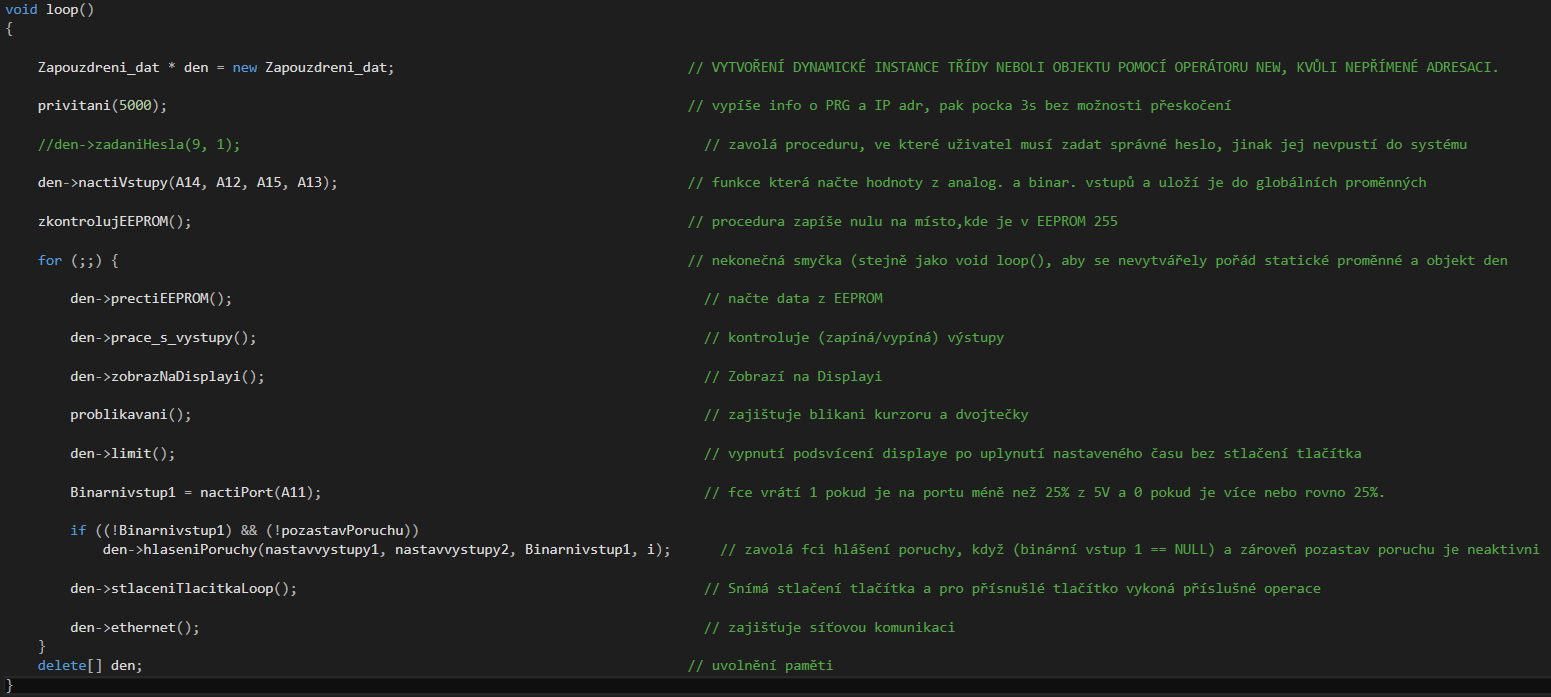 void loop()
{
Zapouzdreni_dat * den = new Zapouzdreni_dat; // VYTVOŘENÍ DYNAMICKÉ INSTANCE TŘÍDY NEBOLI OBJEKTU POMOCÍ OPERÁTORU NEW, KVŮLI NEPŘÍMENÉ ADRESACI.
privitani(5000); // vypíše info o PRG a IP adr, pak pocka 3s bez možnosti přeskočení
//den->zadaniHesla(9, 1); // zavolá proceduru, ve které uživatel musí zadat správné heslo, jinak jej nevpustí do systému
den->nactiVstupy(A14, A12, A15, A13); // funkce která načte hodnoty z analog. a binar. vstupů a uloží je do globálních proměnných
zkontrolujEEPROM(); // procedura zapíše nulu na místo,kde je v EEPROM 255
for (;;) { // nekonečná smyčka (stejně jako void loop(), aby se nevytvářely pořád statické proměnné a objekt den
den->prectiEEPROM(); // načte data z EEPROM
den->prace_s_vystupy(); // kontroluje (zapíná/vypíná) výstupy
den->zobrazNaDisplayi(); // Zobrazí na Displayi
problikavani(); // zajištuje blikani kurzoru a dvojtečky
den->limit(); // vypnutí podsvícení displaye po uplynutí nastaveného času bez stlačení tlačítka
Binarnivstup1 = nactiPort(A11); // fce vrátí 1 pokud je na portu méně než 25% z 5V a 0 pokud je více nebo rovno 25%.
if ((!Binarnivstup1) && (!pozastavPoruchu))
den->hlaseniPoruchy(nastavvystupy1, nastavvystupy2, Binarnivstup1, i); // zavolá fci hlášení poruchy, když (binární vstup 1 == NULL) a zároveň pozastav poruchu je neaktivni
den->stlaceniTlacitkaLoop(); // Snímá stlačení tlačítka a pro přísnušlé tlačítko vykoná příslušné operace
den->ethernet(); // zajišťuje síťovou komunikaci
}
delete[] den; // uvolnění paměti
}